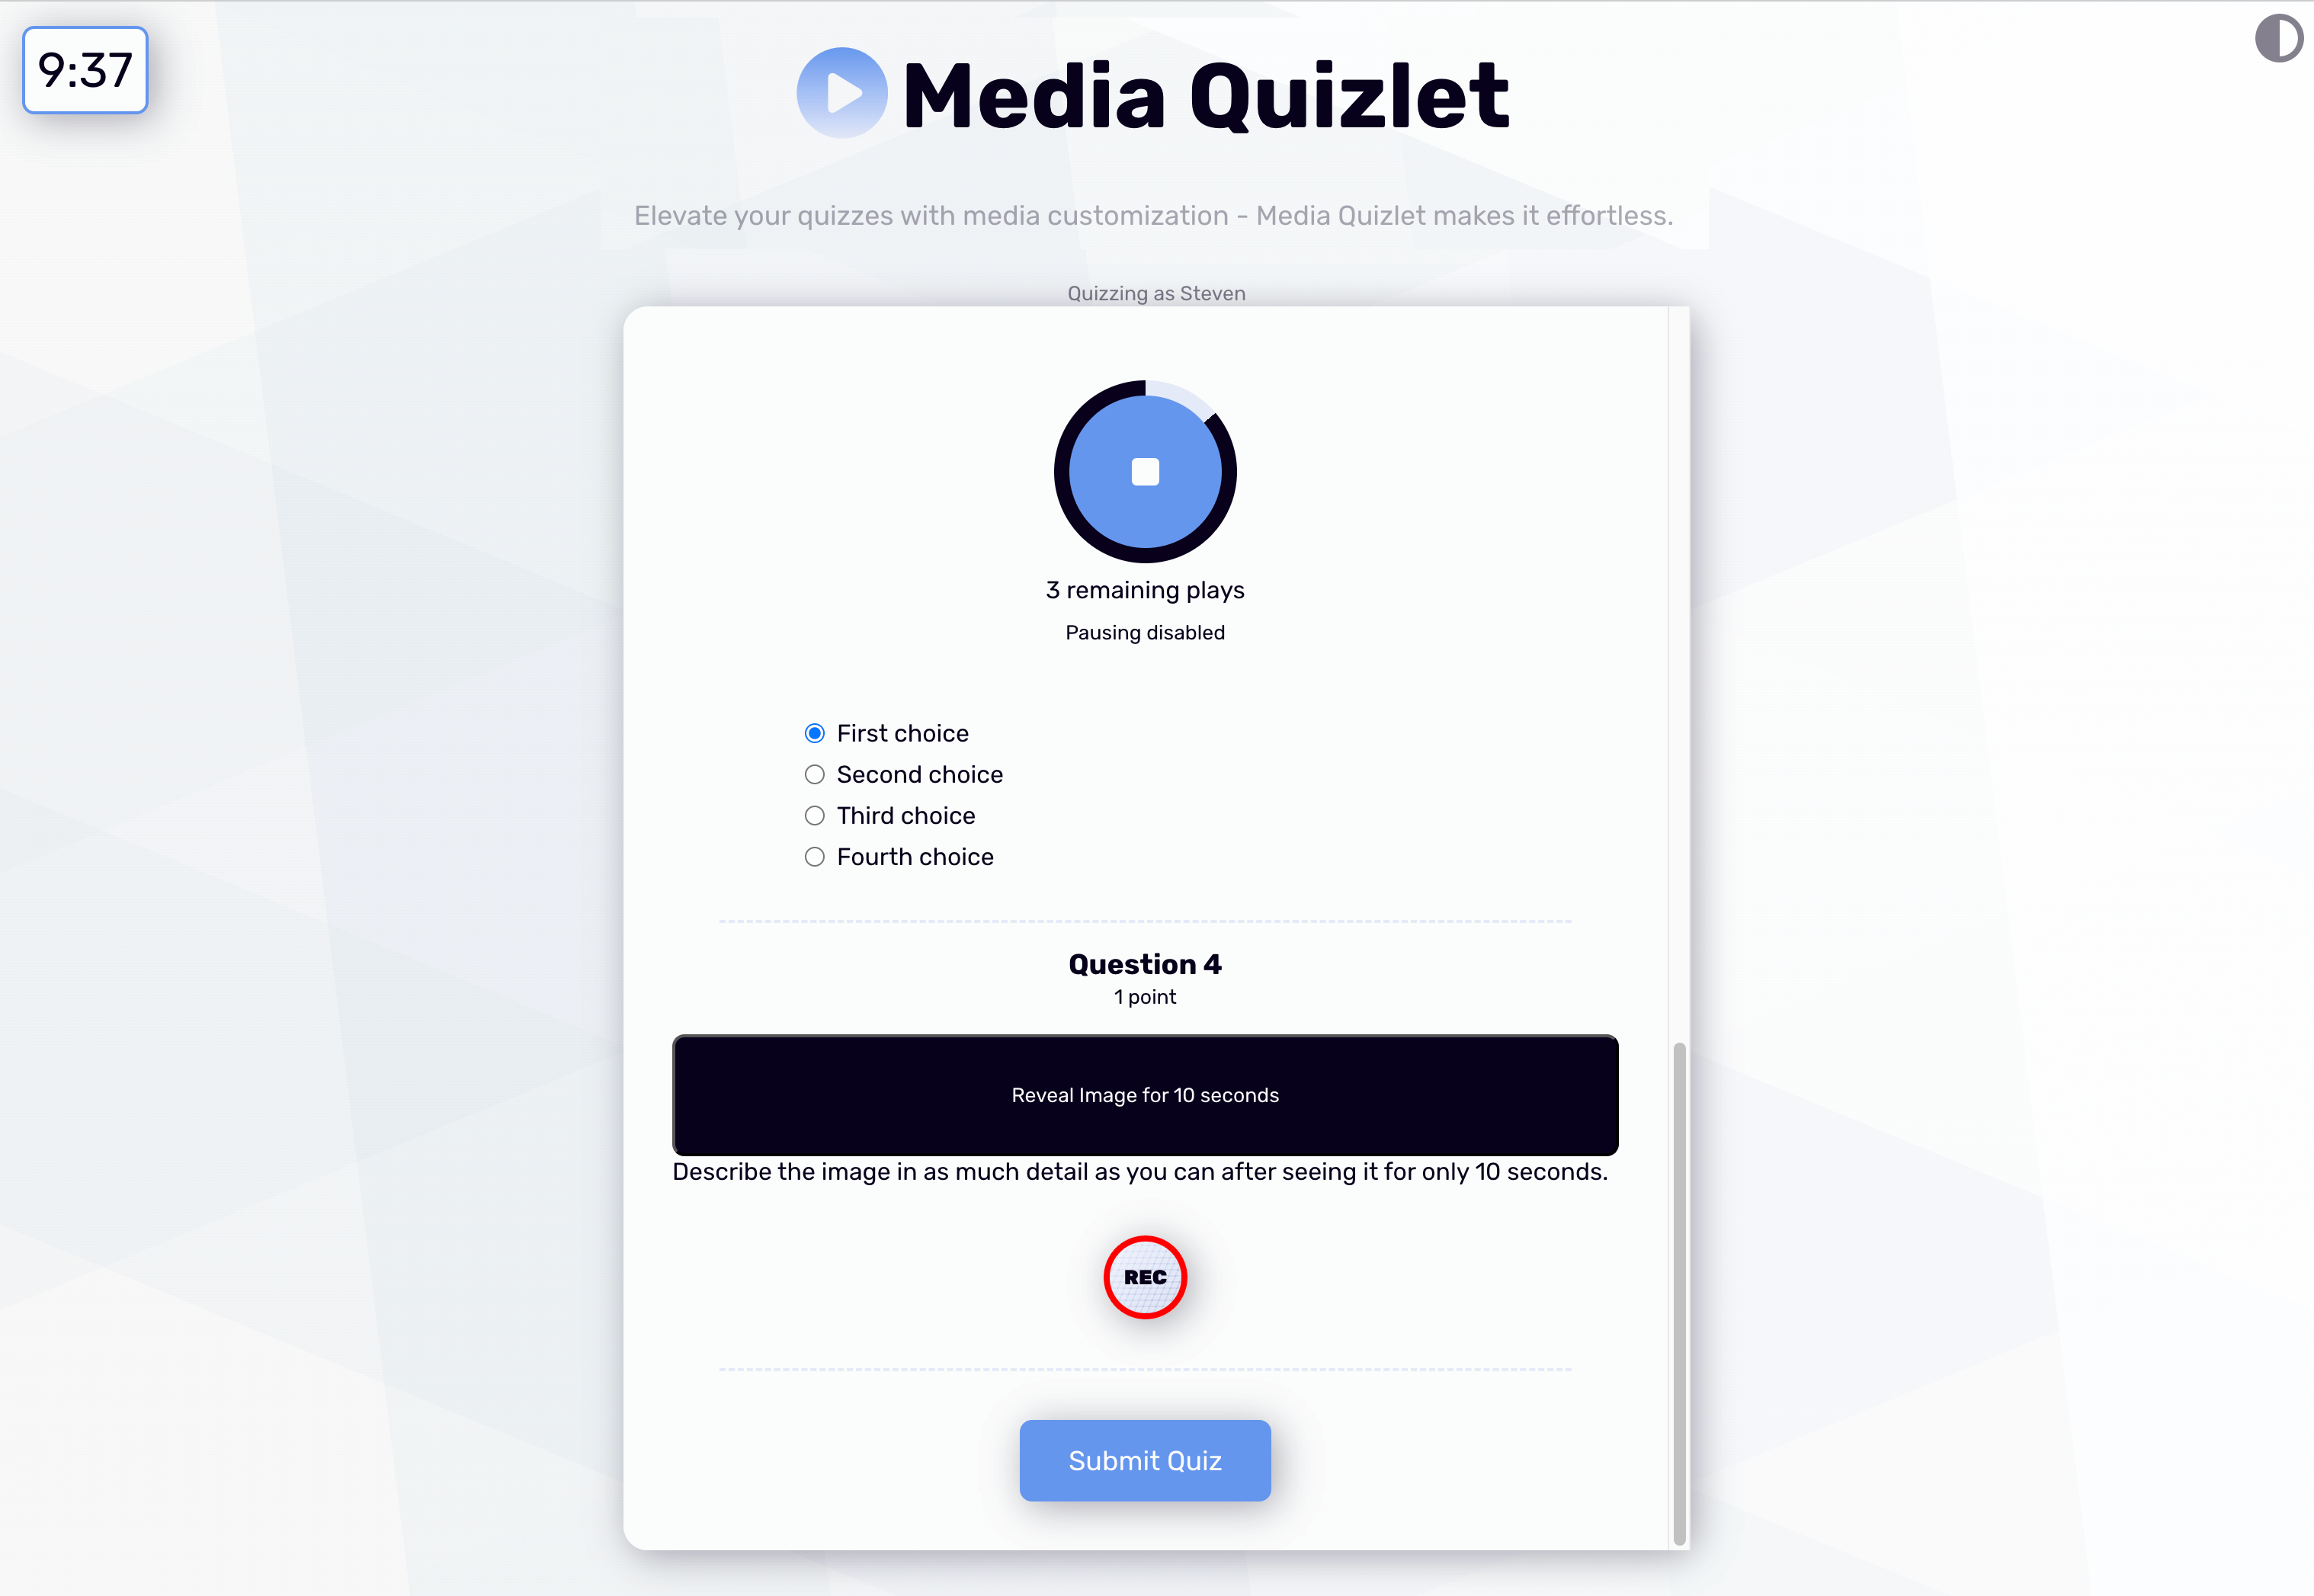 9:37
Media Quizlet
Elevate your quizzes with media customization - Media Quizlet makes it effortless.
Quizzing as Steven
3 remaining plays
Pausing disabled
First choice
Second choice
Third choice
Fourth choice
Question 4
1 point
Reveal Image for 10 seconds
Describe the image in as much detail as you can after seeing it for only 10 seconds.
REC
Submit Quiz